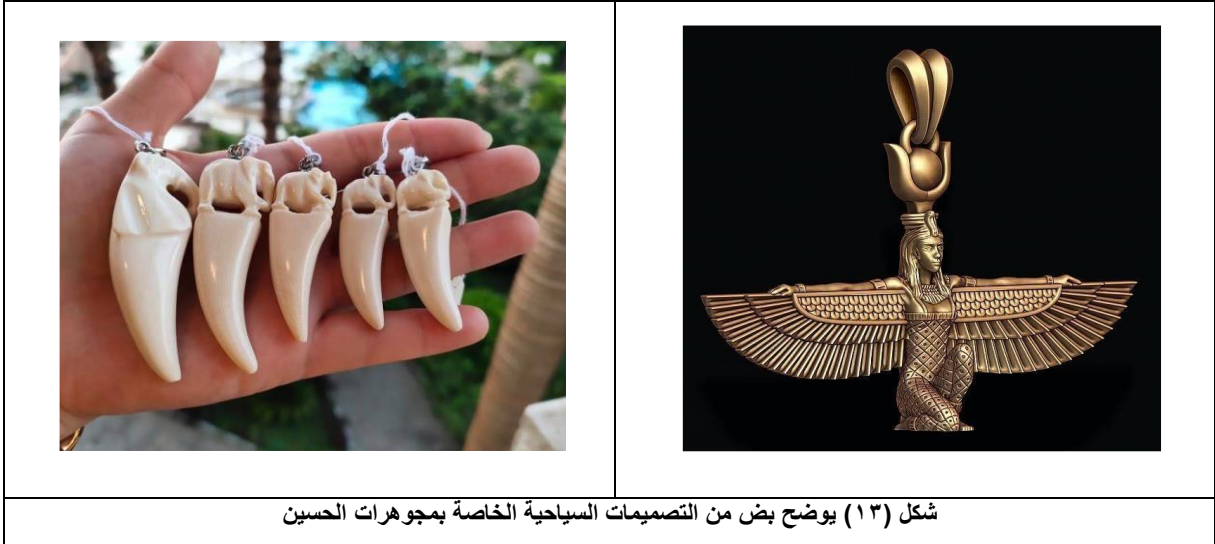 شكل (١٣) يوضح بض من التصميمات السياحية الخاصة بمجوهرات الحسين